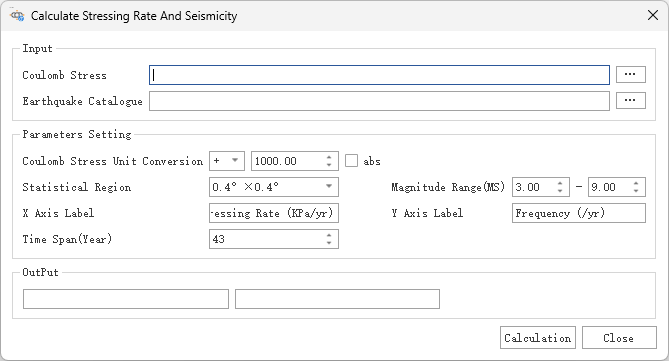 Calculate Stressing Rate And Seismicity
Input
Coulomb Stress ...
Earthquake Catalogue ...
Parameters Setting
Coulomb Stress Unit Conversion + 1000.00 abs
Statistical Region 0.4° ×0.4° Magnitude Range(MS) 3.00 - 9.00
X Axis Label ressing Rate (KPa/yr) Y Axis Label Frequency (/yr)
Time Span(Year) 43
OutPut
Calculation Close